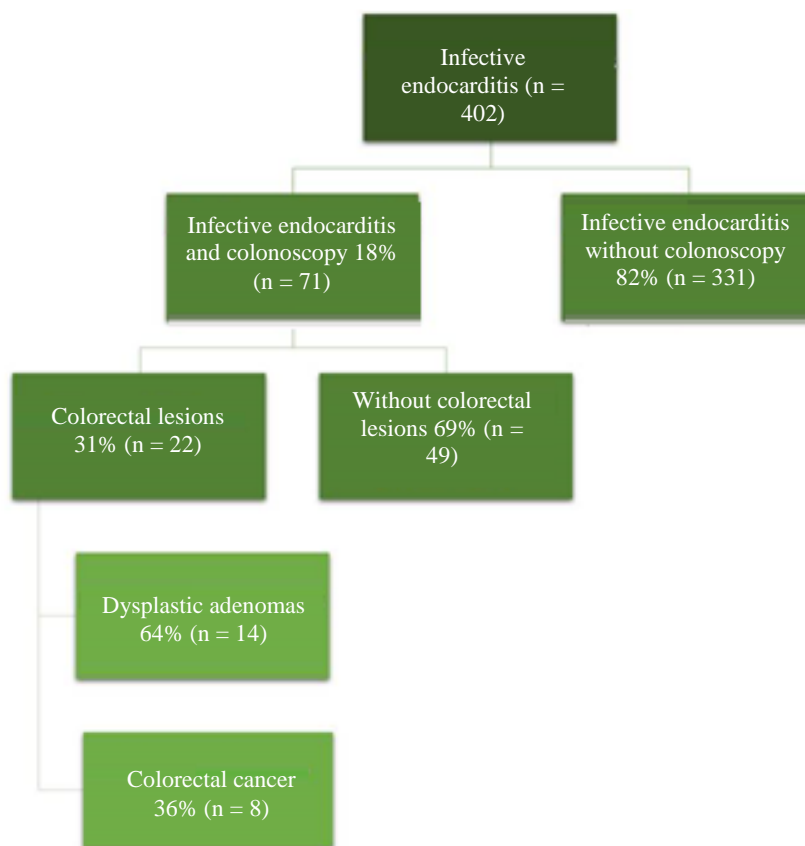 Infective
endocarditis (n =
402)
Infective endocarditis
and colonoscopy 18%
(n = 71)
Infective endocarditis
without colonoscopy
82% (n = 331)
Colorectal lesions
31% (n = 22)
Without colorectal
lesions 69% (n =
49)
Dysplastic adenomas
64% (n = 14)
Colorectal cancer
36% (n = 8)